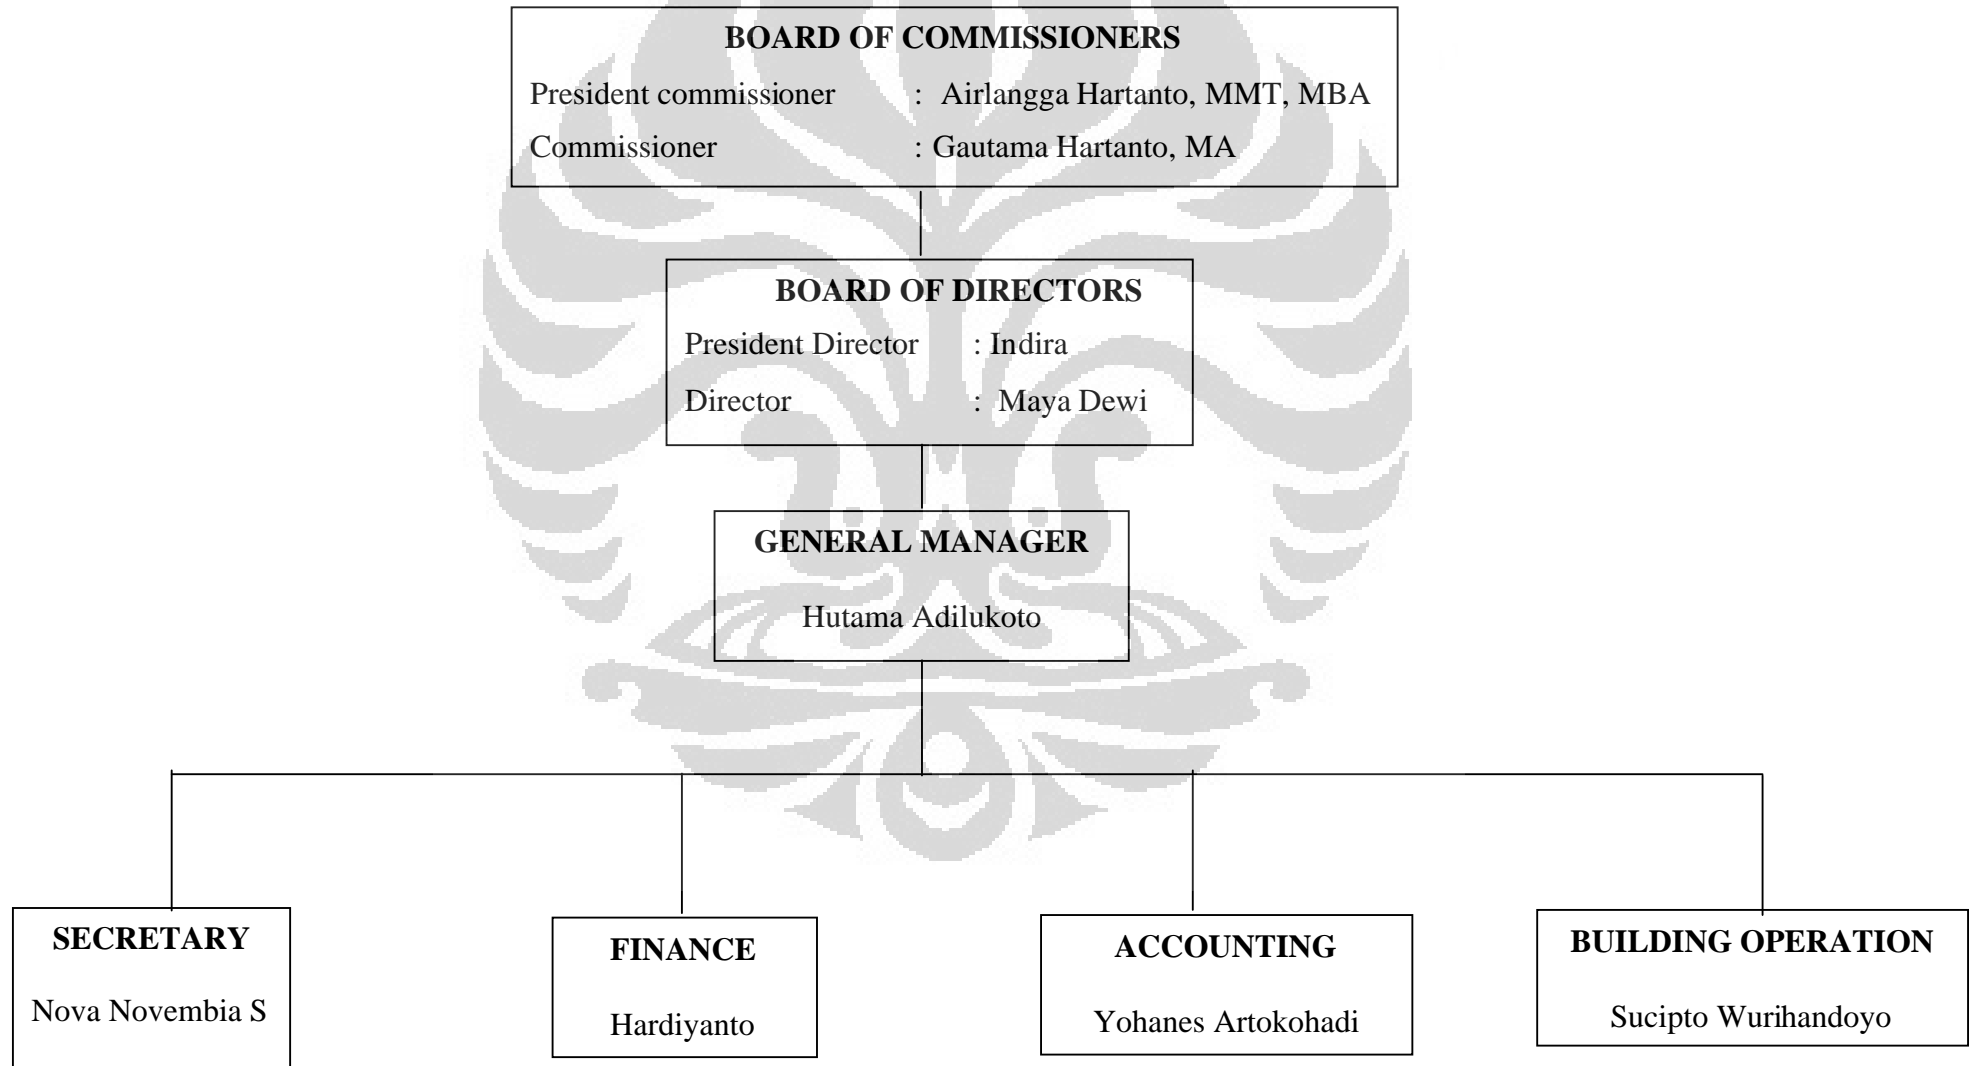 BOARD OF COMMISSIONERS
President commissioner : Airlangga Hartanto, MMT, MBA
Commissioner : Gautama Hartanto, MA
BOARD OF DIRECTORS
President Director : Indira
Director : Maya Dewi
GENERAL MANAGER
Hutama Adilukoto
SECRETARY
Nova Novembia S
FINANCE
Hardiyanto
ACCOUNTING
Yohanes Artokohadi
BUILDING OPERATION
Sucipto Wurihandoyo